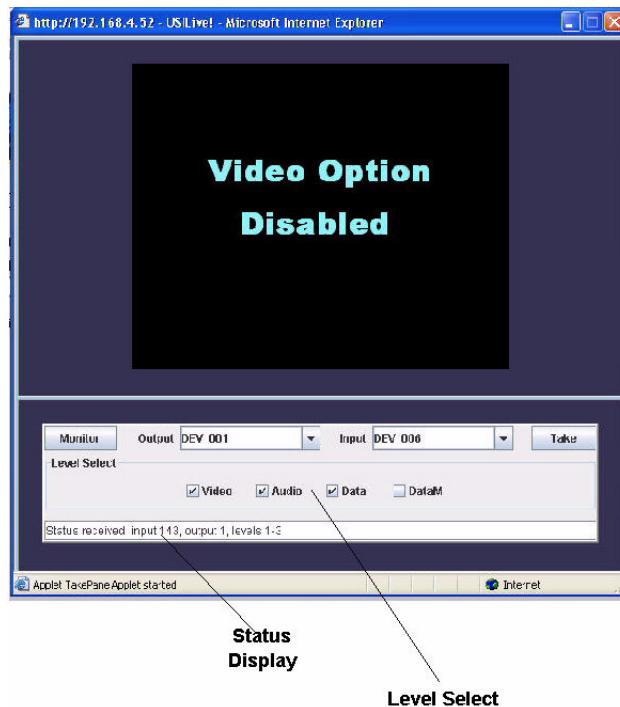 http://192.168.4.52 - USILive! - Microsoft Internet Explorer
Video Option
Disabled
Monitor Output DEV 001 Input DEV 006 Take
Level Select
Video Audio Data DataM
Status received input 143, output 1, levels 1-3
Applet TakePane Applet started Internet
Status
Display
Level Select